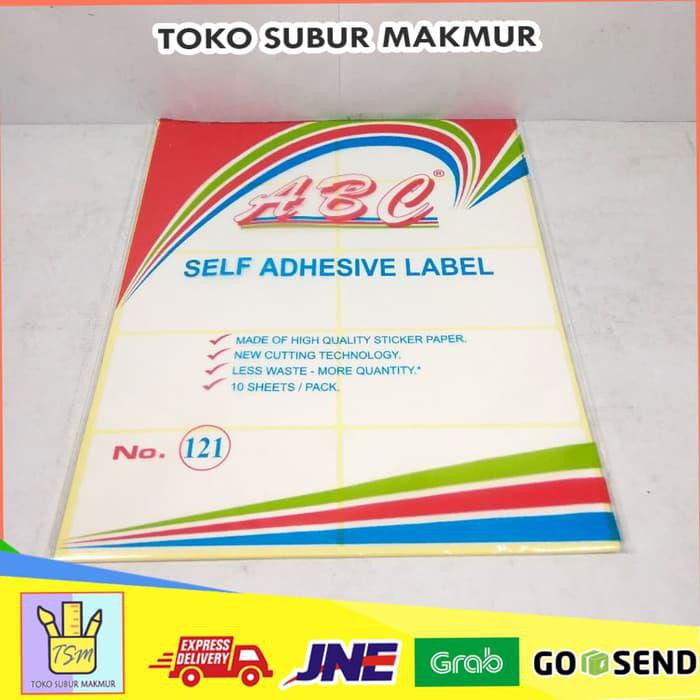 TOKO SUBUR MAKMUR
ABC®
SELF ADHESIVE LABEL
MADE OF HIGH QUALITY STICKER PAPER.
NEW CUTTING TECHNOLOGY.
LESS WASTE - MORE QUANTITY.*
10 SHEETS / PACK.
No. 121
TSM
TOKO SUBUR MAKMUR
EXPRESS
DELIVERY
JNE
Grab
GO SEND